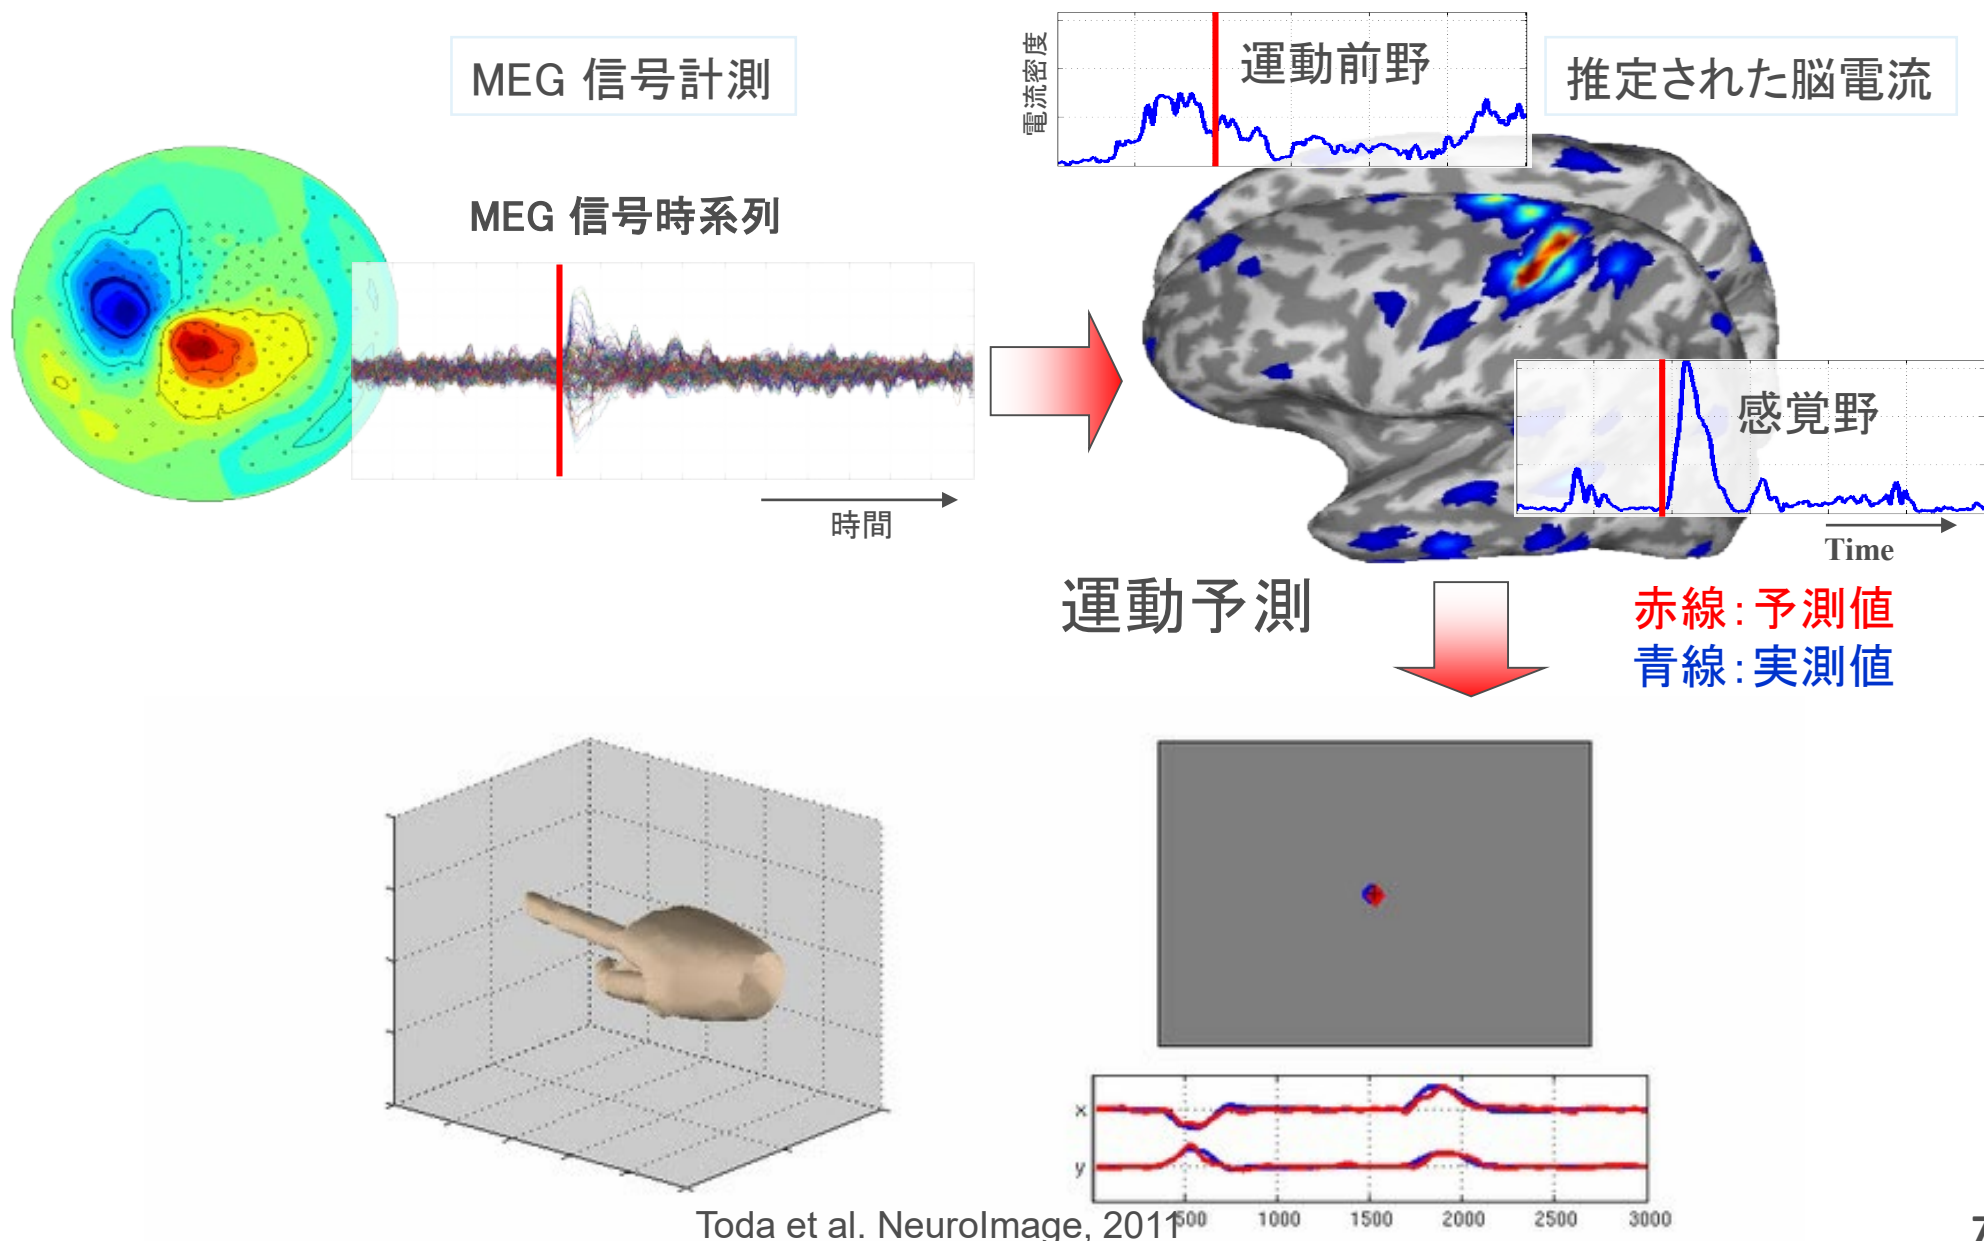 MEG 信号計測
電流密度
運動前野
推定された脳電流
MEG 信号時系列
感覚野
時間
Time
運動予測
赤線：予測値
青線：実測値
x
y
500 1000 1500 2000 2500 3000
Toda et al. NeuroImage, 2011
7